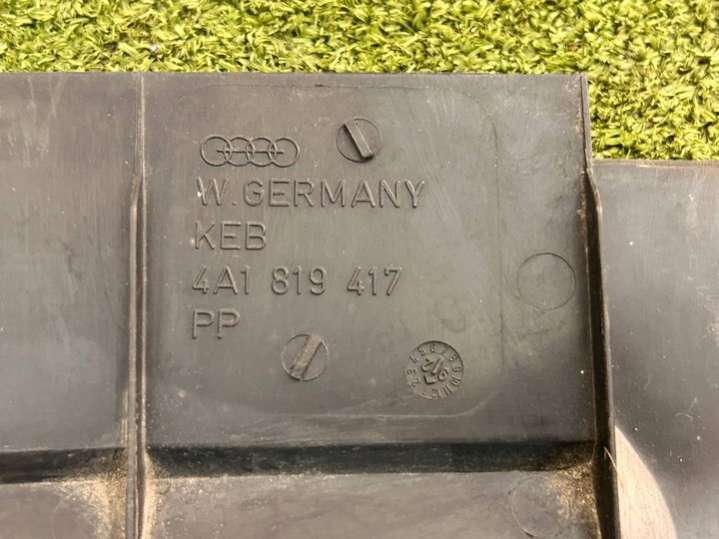 W. GERMANY
KEB
4A1 819 417
PP